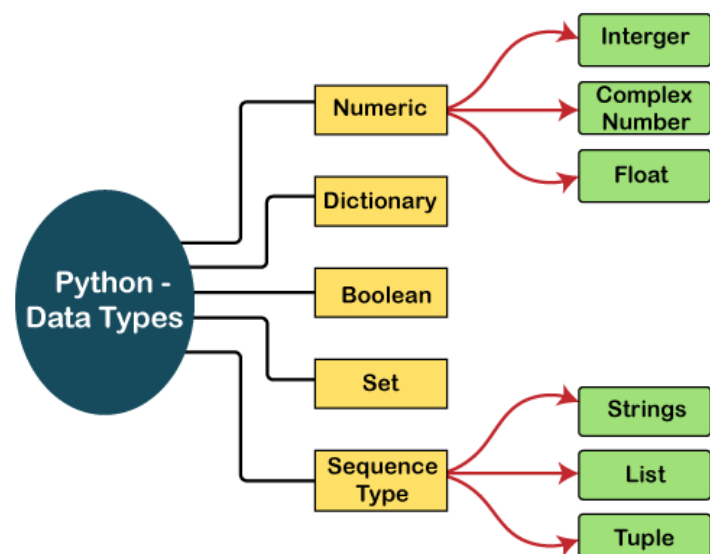 Python -
Data Types
Numeric
Dictionary
Boolean
Set
Sequence
Type
Interger
Complex
Number
Float
Strings
List
Tuple